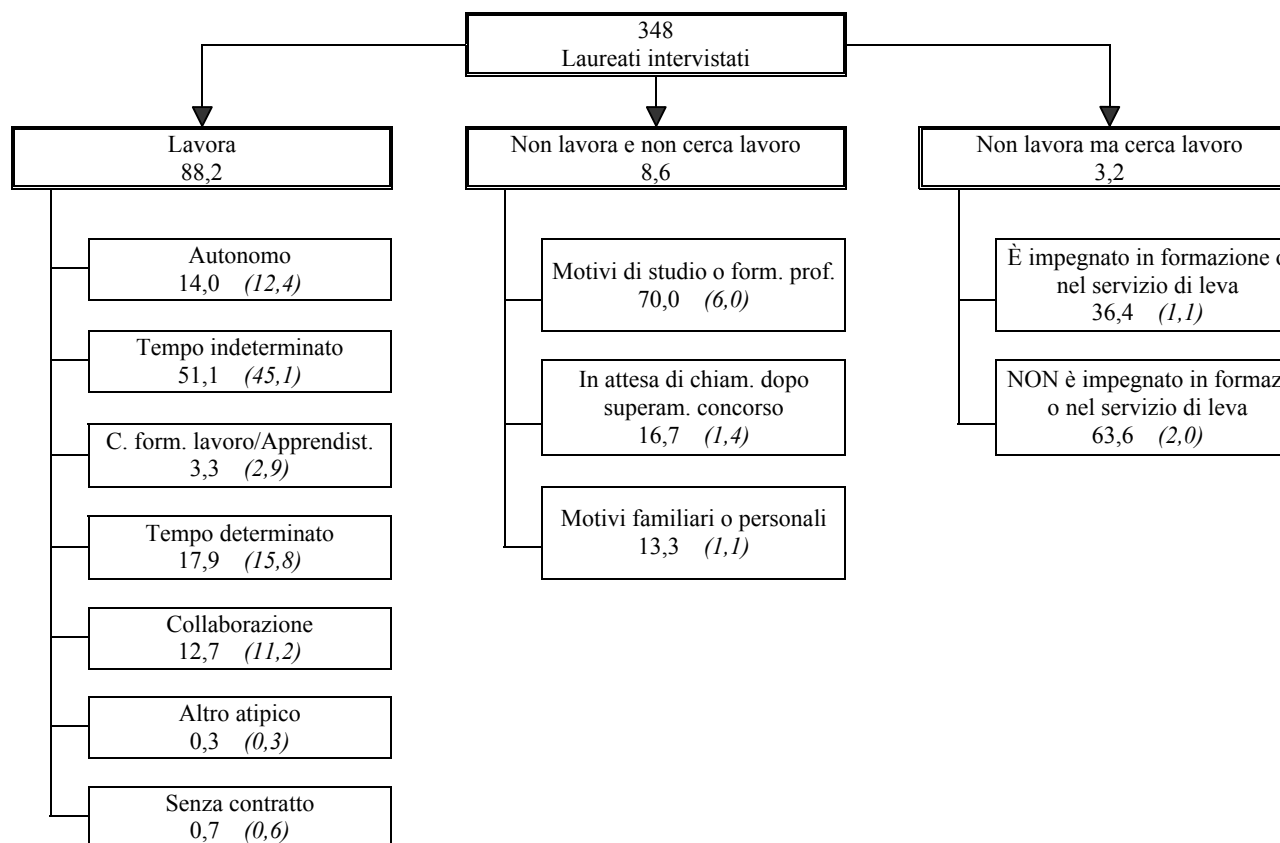 348
Laureati intervistati
Lavora
88,2
Non lavora e non cerca lavoro
8,6
Non lavora ma cerca lavoro
3,2
Autonomo
14,0 (12,4)
Tempo indeterminato
51,1 (45,1)
C. form. lavoro/Apprendist.
3,3 (2,9)
Tempo determinato
17,9 (15,8)
Collaborazione
12,7 (11,2)
Altro atipico
0,3 (0,3)
Senza contratto
0,7 (0,6)
Motivi di studio o form. prof.
70,0 (6,0)
In attesa di chiam. dopo
superam. concorso
16,7 (1,4)
Motivi familiari o personali
13,3 (1,1)
È impegnato in formazione
nel servizio di leva
36,4 (1,1)
NON è impegnato in
o nel servizio di leva
63,6 (2,0)